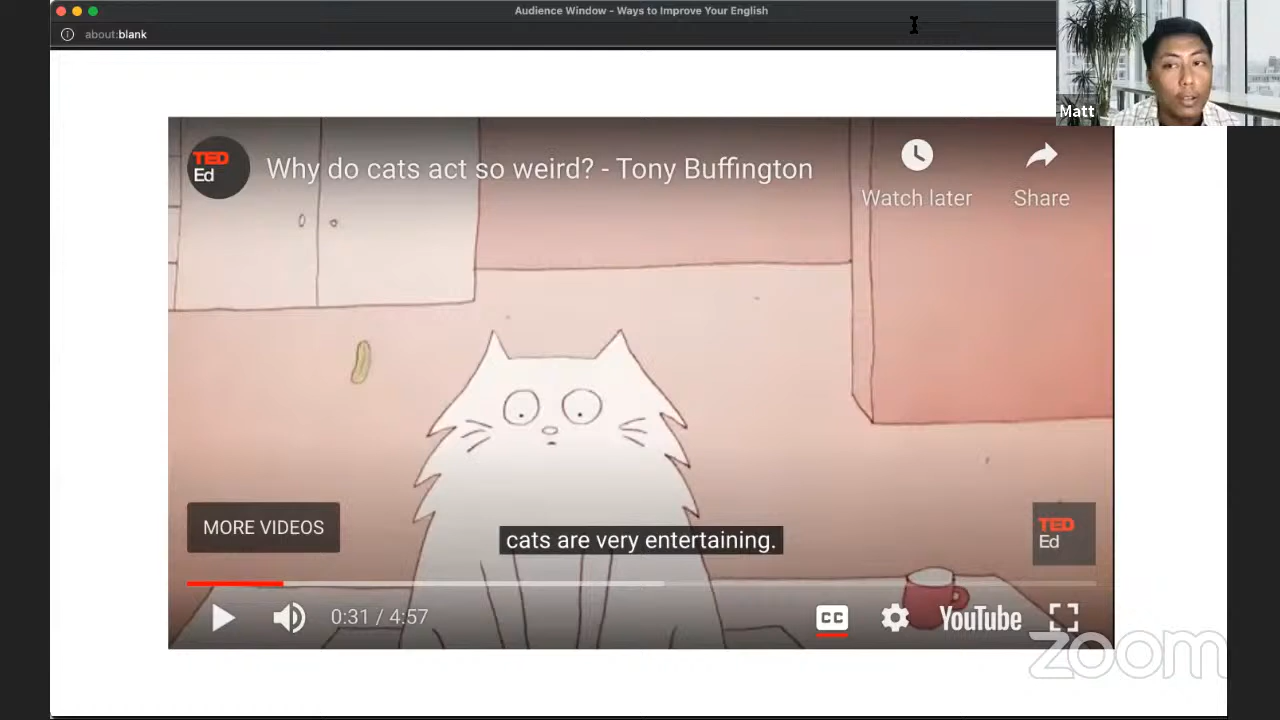 Audience Window - Ways to Improve Your English
about:blank
Matt
TED
Ed
Why do cats act so weird? - Tony Buffington
Watch later
Share
MORE VIDEOS
cats are very entertaining.
TED
Ed
0:31 / 4:57
CC
YouTube
zoom